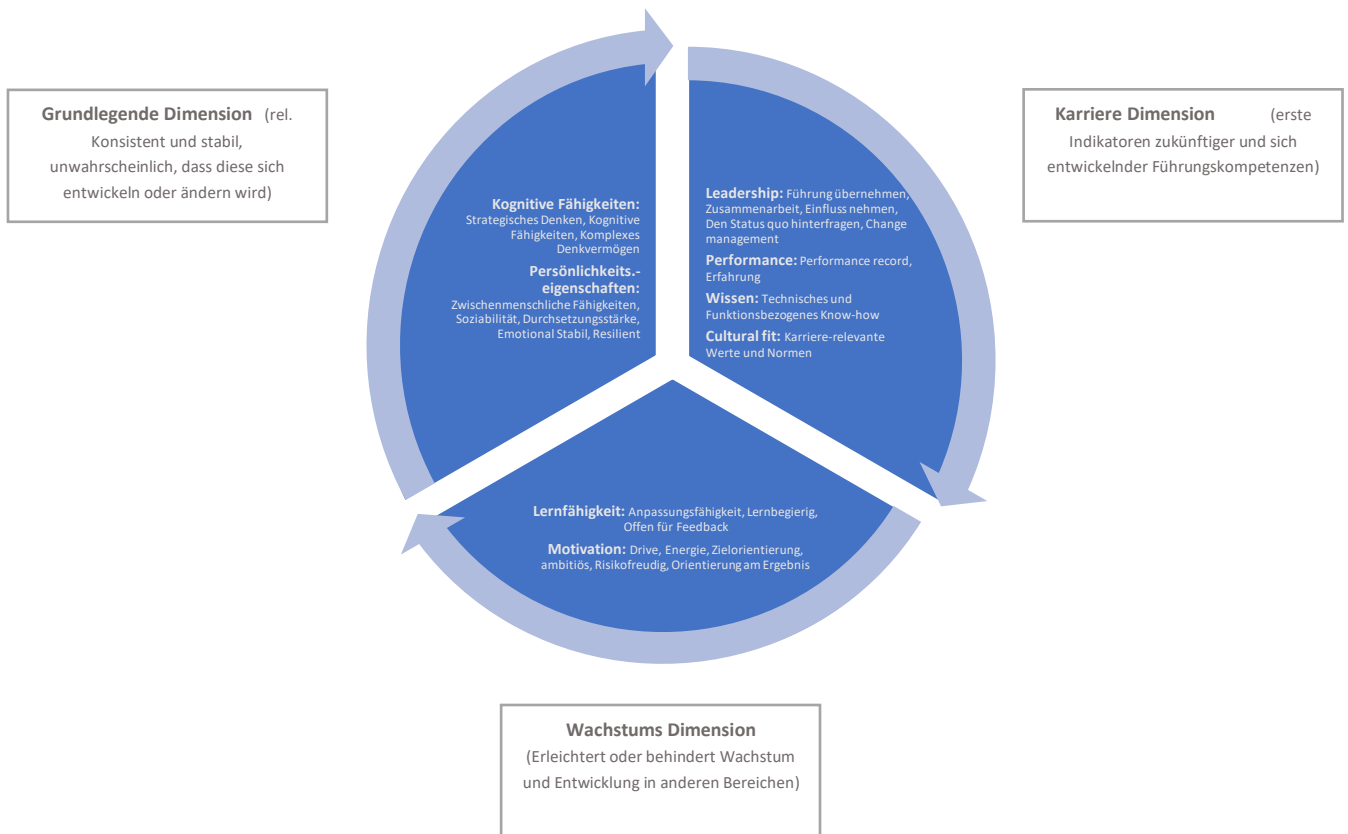 Grundlegende Dimension (rel.
Konsistent und stabil,
unwahrscheinlich, dass diese sich
entwickeln oder ändern wird)
Karriere Dimension (erste
Indikatoren zukünftiger und sich
entwickelnder Führungskompetenzen)
Kognitive Fähigkeiten:
Strategisches Denken, Kognitive
Fähigkeiten, Komplexes
Denkvermögen
Persönlichkeits.-
eigenschaften:
Zwischenmenschliche Fähigkeiten,
Soziabilität, Durchsetzungsstärke,
Emotional Stabil, Resilient
Leadership: Führung übernehmen,
Zusammenarbeit, Einfluss nehmen,
Den Status quo hinterfragen, Change
management
Performance: Performance record,
Erfahrung
Wissen: Technisches und
Funktionsbezogenes Know-how
Cultural fit: Karriere-relevante
Werte und Normen
Lernfähigkeit: Anpassungsfähigkeit, Lernbegierig,
Offen für Feedback
Motivation: Drive, Energie, Zielorientierung,
ambitiös, Risikofreudig, Orientierung am Ergebnis
Wachstums Dimension
(Erleichtert oder behindert Wachstum
und Entwicklung in anderen Bereichen)